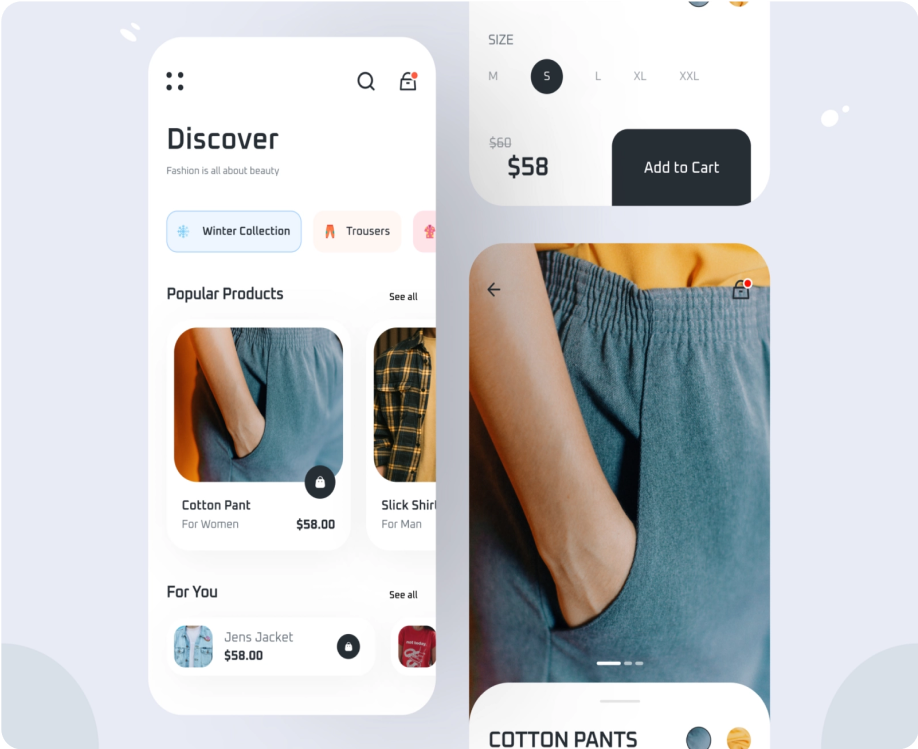 Discover
Fashion is all about beauty
Winter Collection
Trousers
Popular Products
See all
Cotton Pant
For Women
$58.00
Slick Shirt
For Man
For You
See all
Jens Jacket
$58.00
SIZE
M
S
L
XL
XXL
$60
$58
Add to Cart
COTTON PANTS